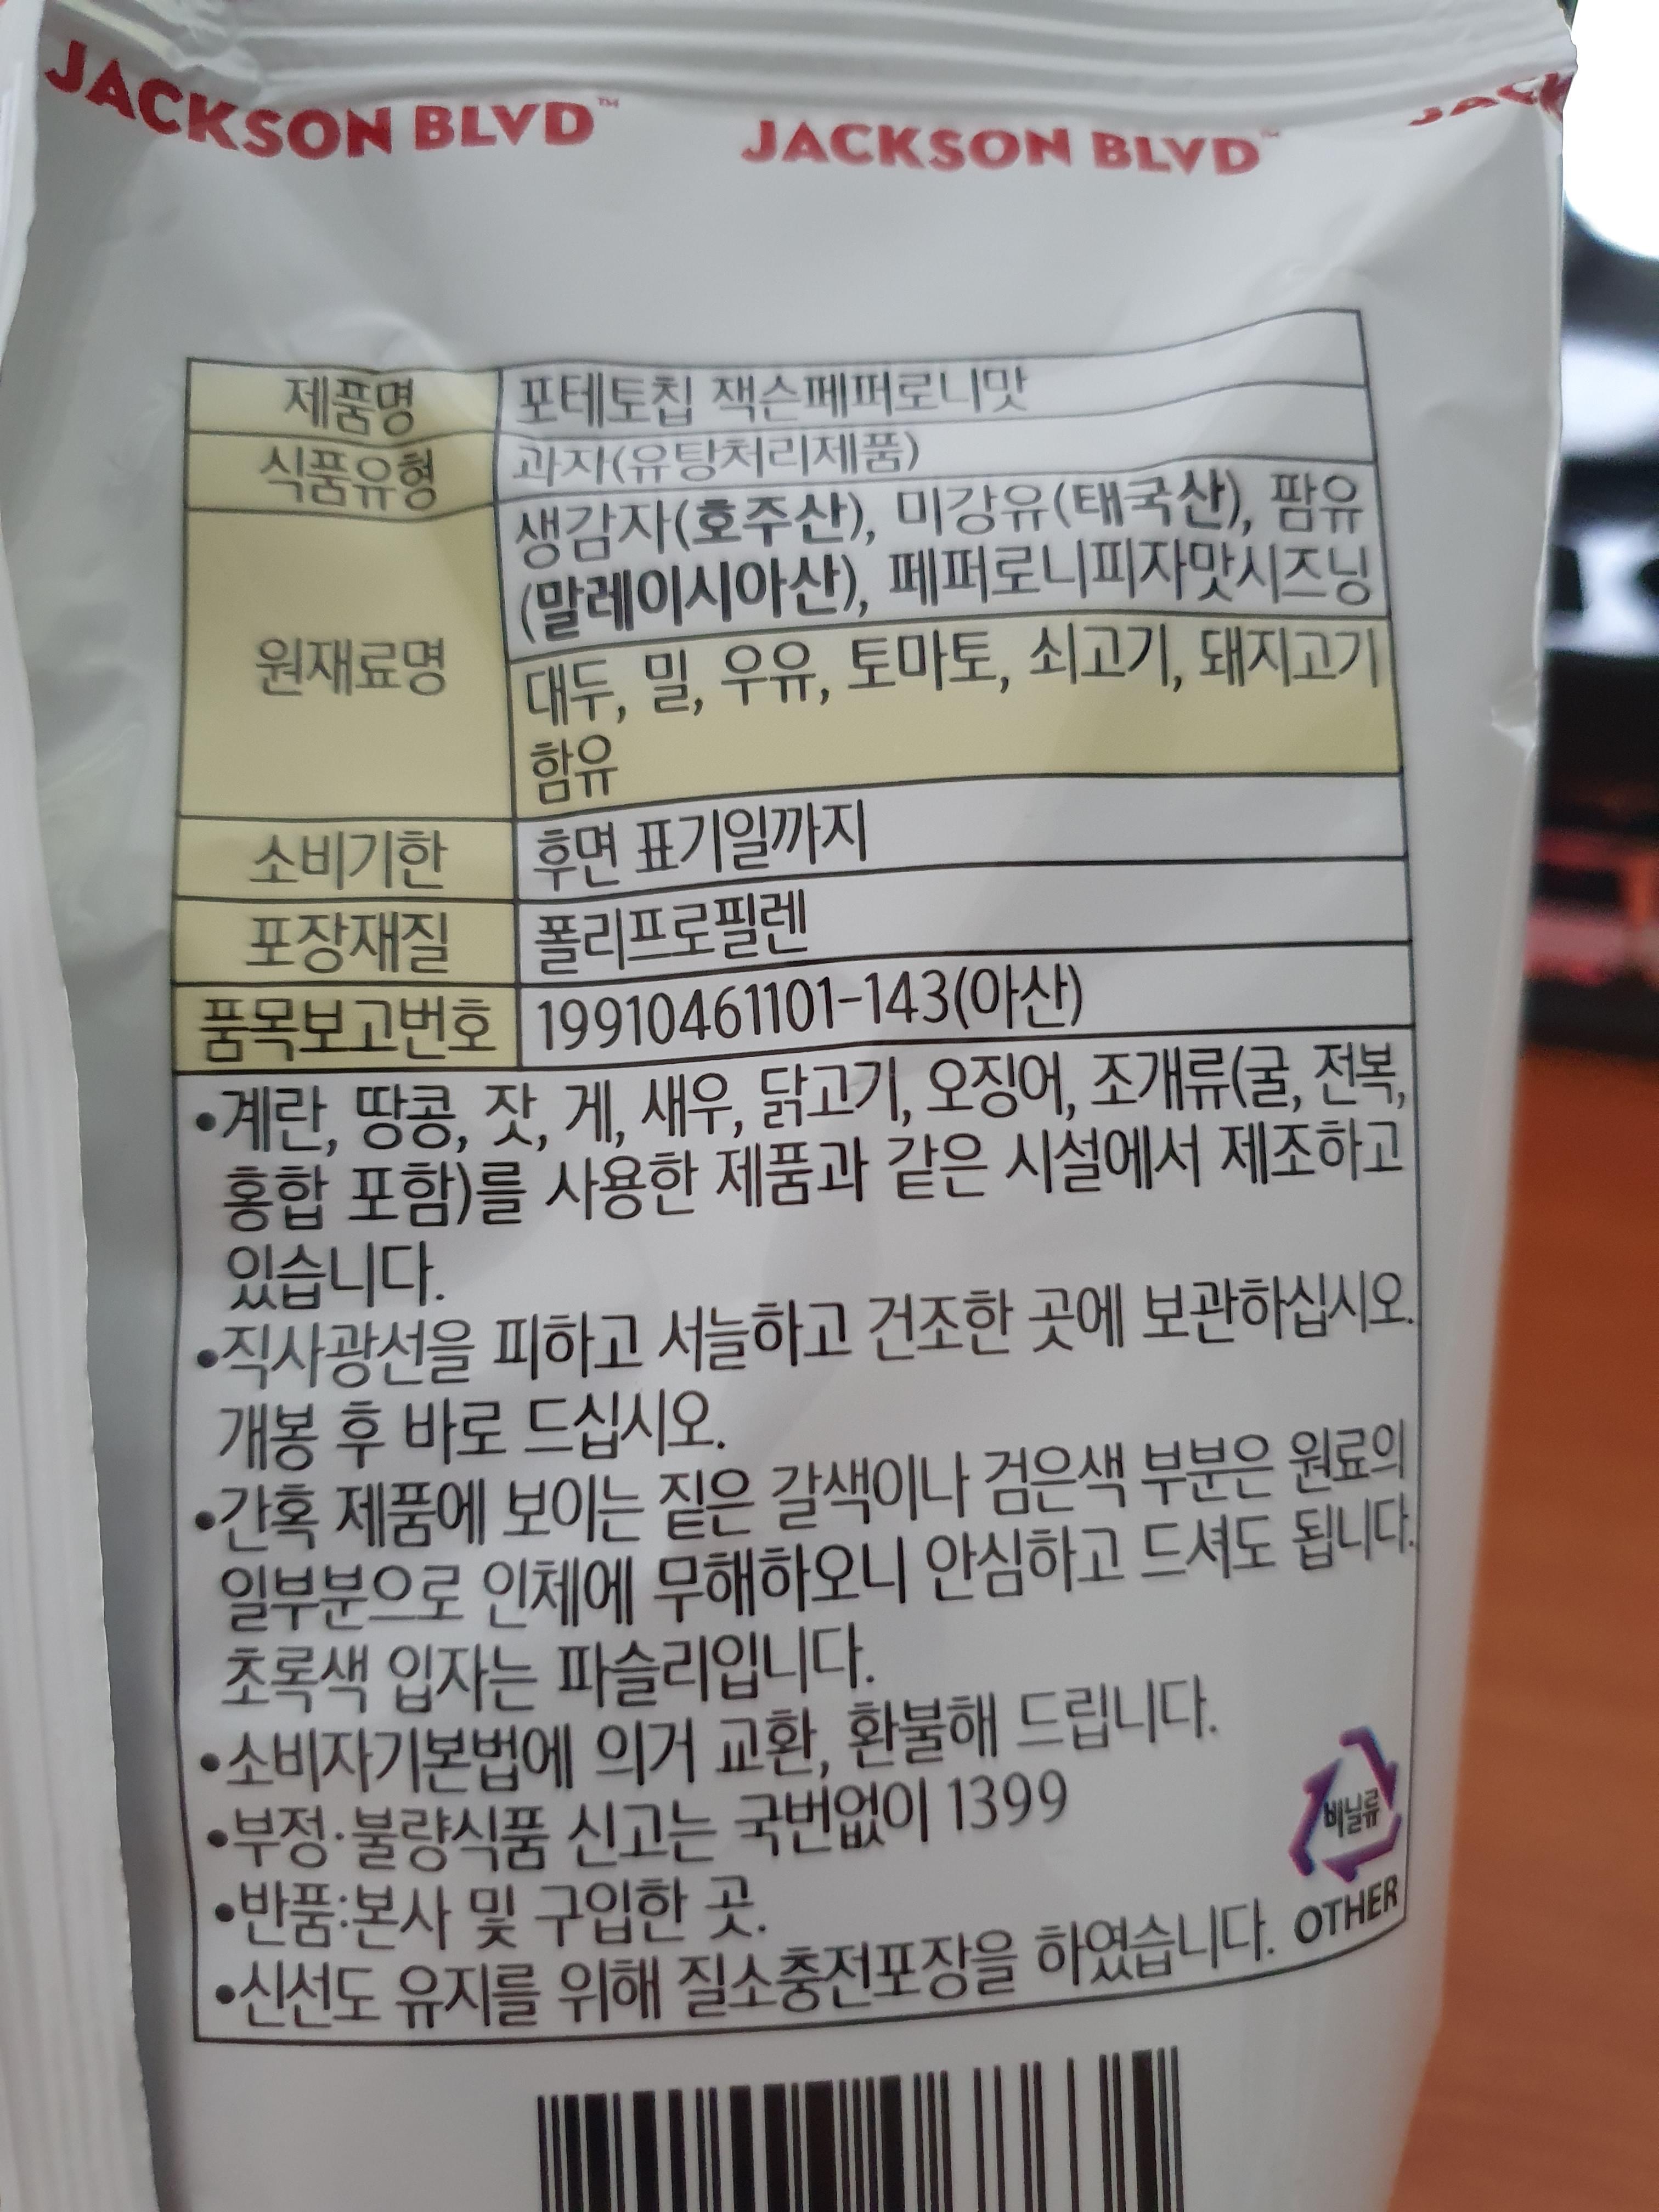 JACKSON BLVD™ JACKSON BLVD™ JACK
제품명 포테토칩 잭슨페퍼로니맛
식품유형 과자(유탕처리제품)
원재료명 생감자(호주산), 미강유(태국산), 팜유
(말레이시아산), 페퍼로니피자맛시즈닝
대두, 밀, 우유, 토마토, 쇠고기, 돼지고기
함유
소비기한 후면 표기일까지
포장재질 폴리프로필렌
품목보고번호 19910461101-143(아산)
•계란, 땅콩, 잣, 게, 새우, 닭고기, 오징어, 조개류(굴, 전복,
홍합 포함)를 사용한 제품과 같은 시설에서 제조하고
있습니다.
•직사광선을 피하고 서늘하고 건조한 곳에 보관하십시오.
개봉 후 바로 드십시오.
•간혹 제품에 보이는 짙은 갈색이나 검은색 부분은 원료의
일부분으로 인체에 무해하오니 안심하고 드셔도 됩니다.
초록색 입자는 파슬리입니다.
•소비자기본법에 의거 교환, 환불해 드립니다.
•부정·불량식품 신고는 국번없이 1399
•반품:본사 및 구입한 곳.
•신선도 유지를 위해 질소충전포장을 하였습니다.
비닐류
OTHER